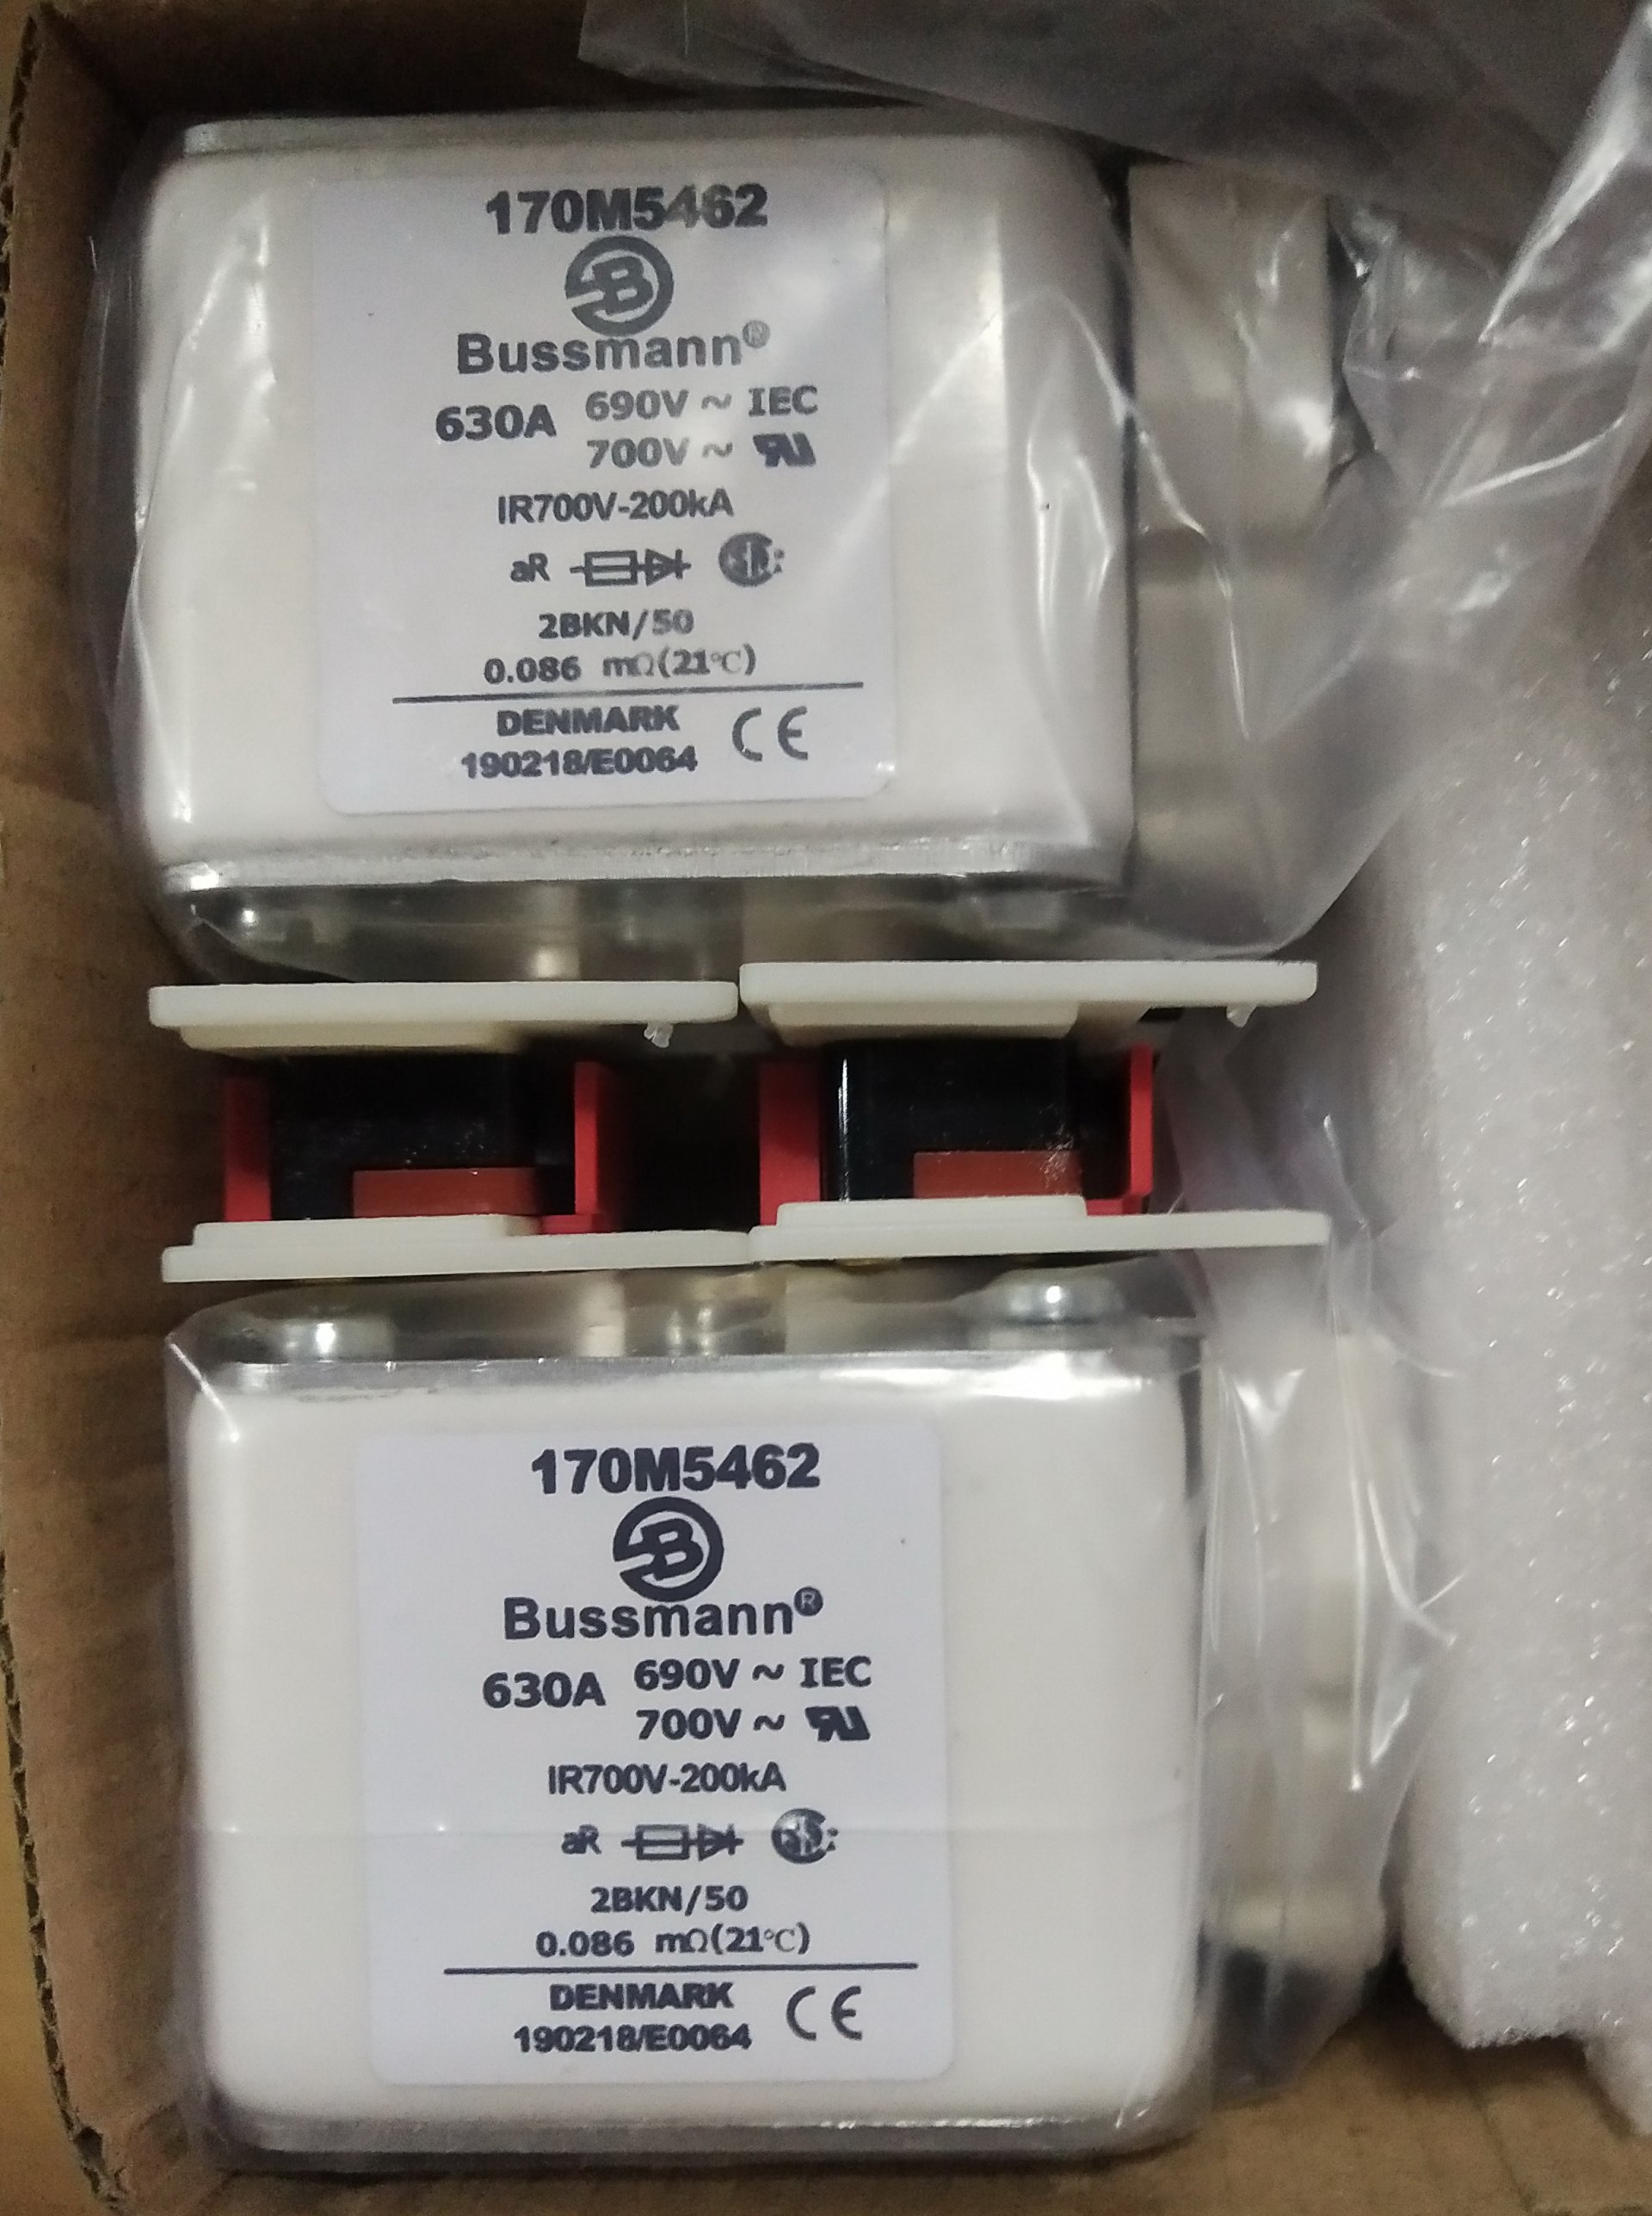 170M5462
B
Bussmann®
630A 690V ~ IEC
700V ~ RU
IR700V-200kA
aR
2BKN/50
0.086 mΩ(21℃)
DENMARK CE
190218/E0064
170M5462
B
Bussmann®
630A 690V ~ IEC
700V ~ RU
IR700V-200kA
aR
2BKN/50
0.086 mΩ(21℃)
DENMARK CE
190218/E0064